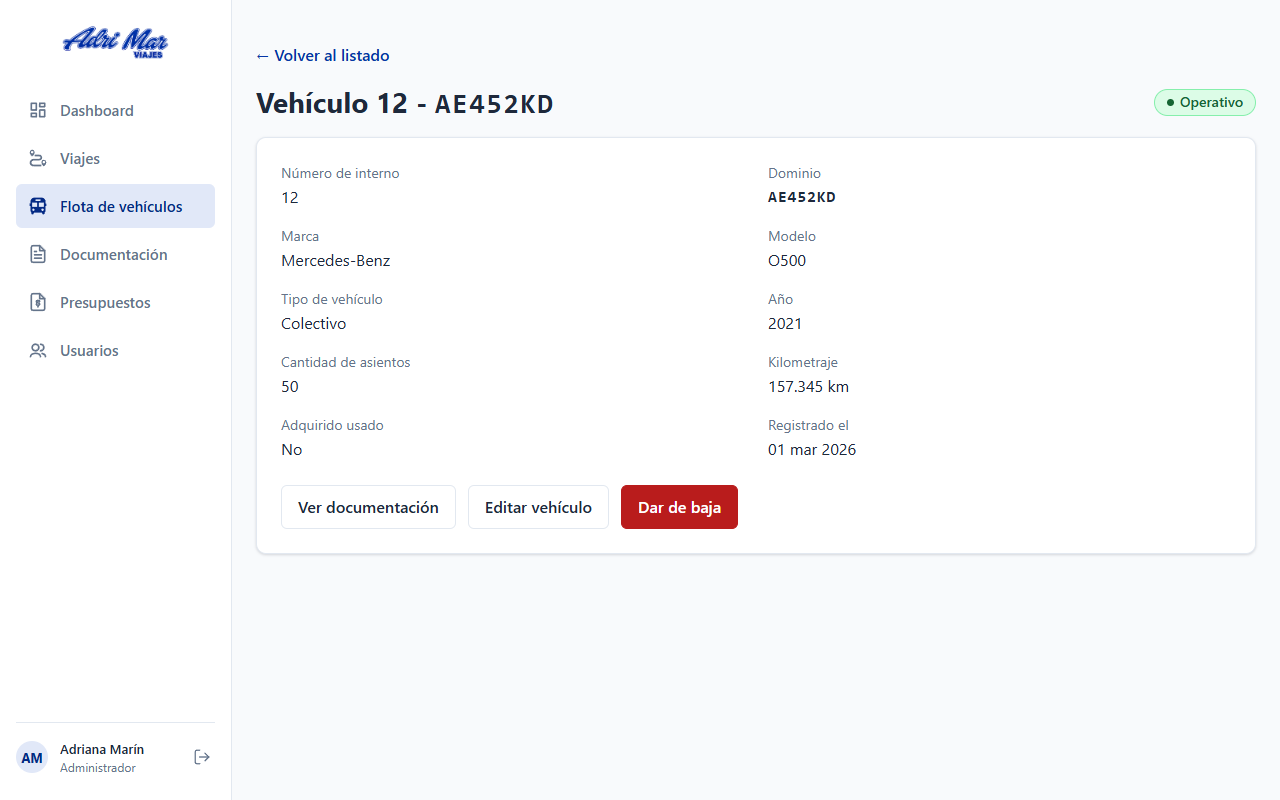 Adri Mar
VIAJES
Dashboard
Viajes
Flota de vehículos
Documentación
Presupuestos
Usuarios
AM
Adriana Marín
Administrador
← Volver al listado
Vehículo 12 - AE452KD
Operativo
Número de interno
12
Dominio
AE452KD
Marca
Mercedes-Benz
Modelo
O500
Tipo de vehículo
Colectivo
Año
2021
Cantidad de asientos
50
Kilometraje
157.345 km
Adquirido usado
No
Registrado el
01 mar 2026
Ver documentación
Editar vehículo
Dar de baja